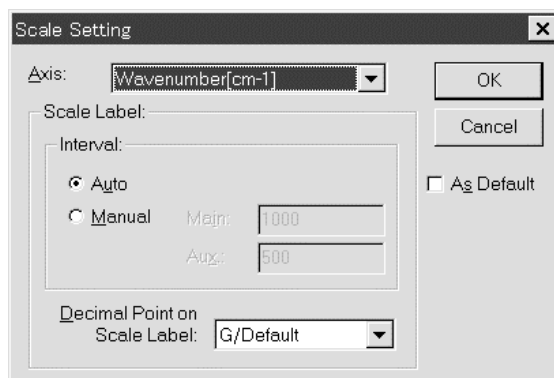 Scale Setting
Axis: Wavenumber[cm-1]
OK
Scale Label:
Cancel
Interval:
Auto
As Default
Manual Main: 1000
Aux.: 500
Decimal Point on
Scale Label: G/Default